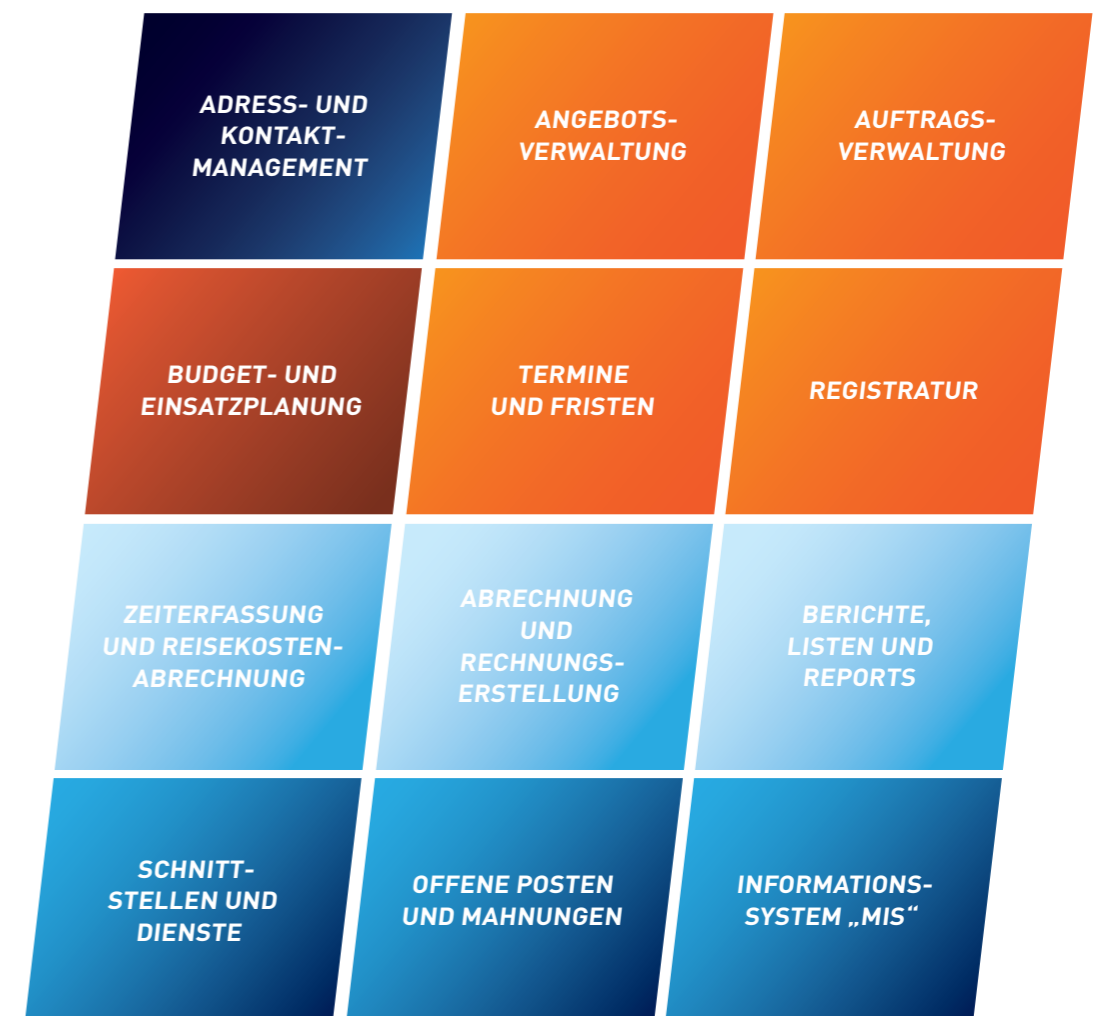 ADRESS- UND
KONTAKT-
MANAGEMENT
ANGEBOTS-
VERWALTUNG
AUFTRAGS-
VERWALTUNG
BUDGET- UND
EINSATZPLANUNG
TERMINE
UND FRISTEN
REGISTRATUR
ZEITERFASSUNG
UND REISEKOSTEN-
ABRECHNUNG
ABRECHNUNG
UND
RECHNUNGS-
ERSTELLUNG
BERICHTE,
LISTEN UND
REPORTS
SCHNITT-
STELLEN UND
DIENSTE
OFFENE POSTEN
UND MAHNUNGEN
INFORMATIONS-
SYSTEM „MIS“